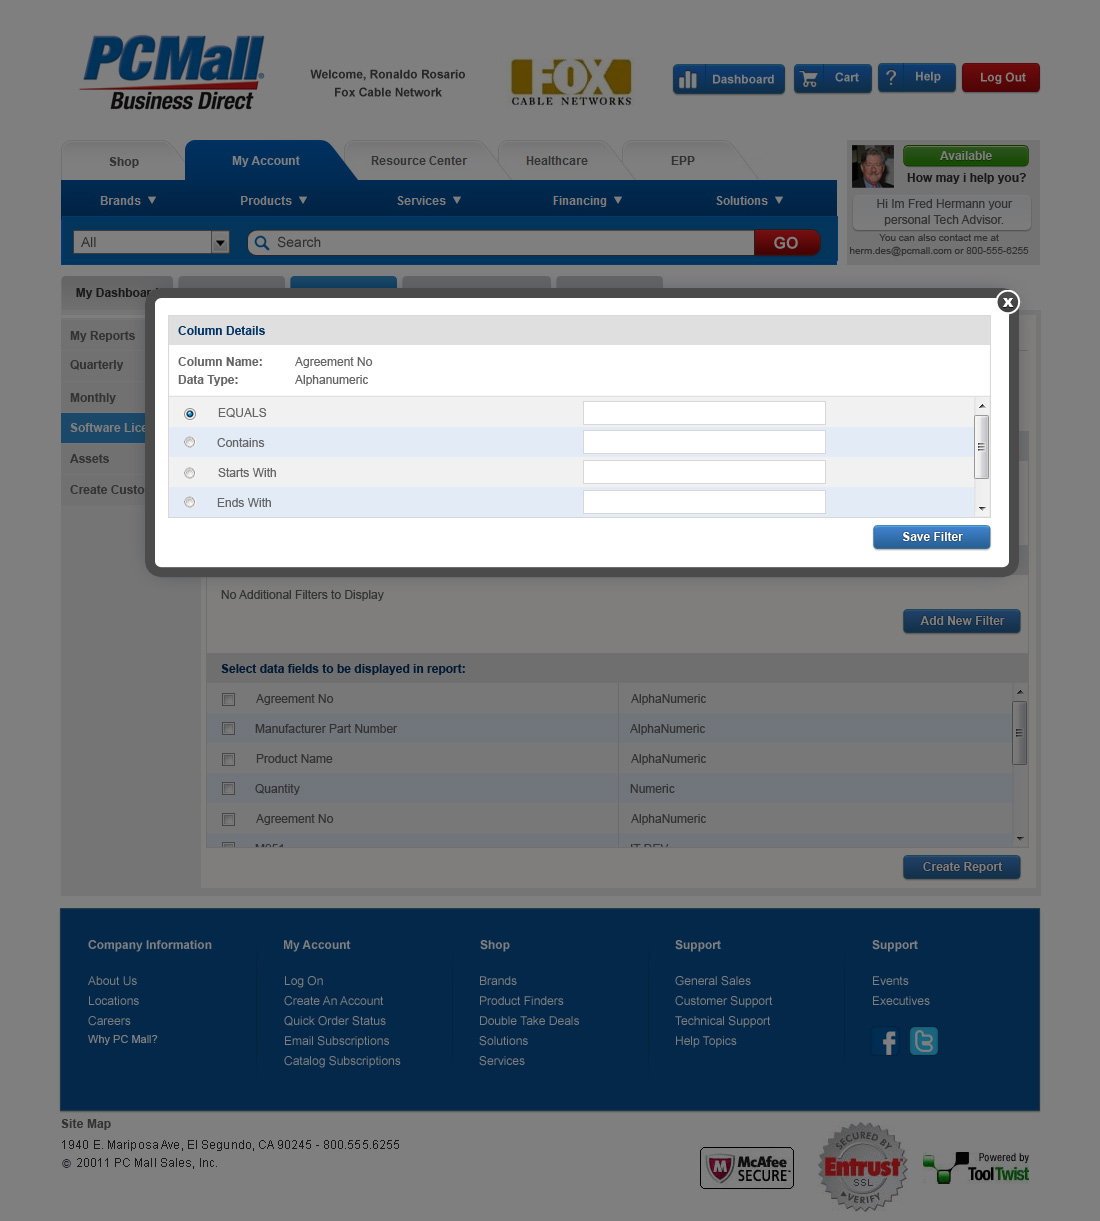 PCMall
Business Direct
Welcome, Ronaldo Rosario
Fox Cable Network
FOX
CABLE NETWORKS
Dashboard
Cart
? Help
Log Out
Shop
My Account
Resource Center
Healthcare
EPP
Available
How may i help you?
Hi Im Fred Hermann your
personal Tech Advisor.
You can also contact me at
herm.des@pcmall.com or 800-555-6255
Brands ▼
Products ▼
Services ▼
Financing ▼
Solutions ▼
All
Search
GO
My Dashboar
x
My Reports
Quarterly
Monthly
Software Lice
Assets
Create Custo
Column Details
Column Name: Agreement No
Data Type: Alphanumeric
EQUALS
Contains
Starts With
Ends With
Save Filter
No Additional Filters to Display
Add New Filter
Select data fields to be displayed in report:
Agreement No AlphaNumeric
Manufacturer Part Number AlphaNumeric
Product Name AlphaNumeric
Quantity Numeric
Agreement No AlphaNumeric
Create Report
Company Information
About Us
Locations
Careers
Why PC Mall?
My Account
Log On
Create An Account
Quick Order Status
Email Subscriptions
Catalog Subscriptions
Shop
Brands
Product Finders
Double Take Deals
Solutions
Services
Support
General Sales
Customer Support
Technical Support
Help Topics
Support
Events
Executives
Site Map
1940 E. Mariposa Ave, El Segundo, CA 90245 - 800.555.6255
© 20011 PC Mall Sales, Inc.
McAfee
SECURE™
SECURED BY
Entrust
SSL
VERIFY
Powered by
ToolTwist